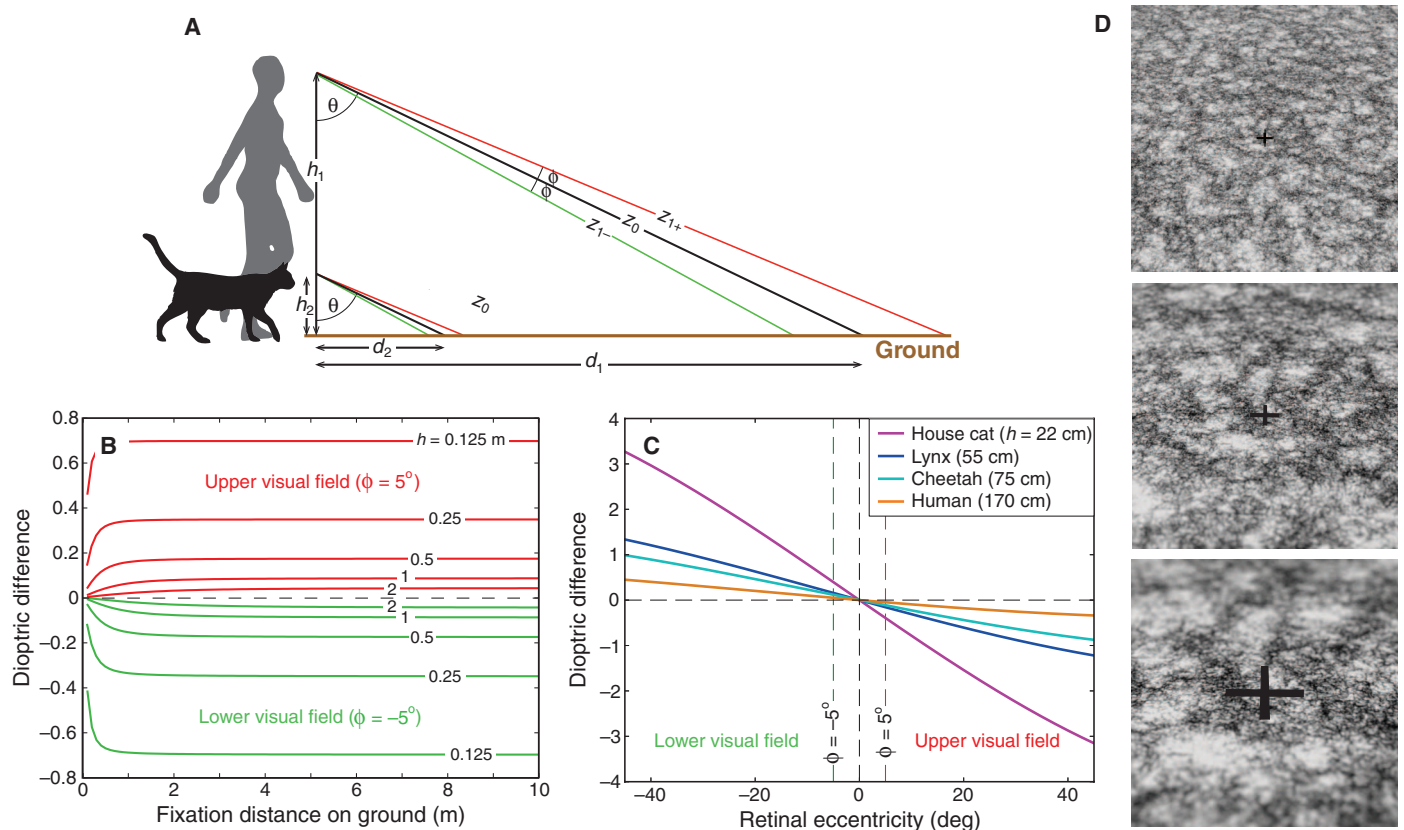 A
θ
h1
ϕ
ϕ
z1+
z0
z1–
h2
θ
z0
Ground
d2
d1
B
0.8
0.6
0.4
0.2
0
–0.2
–0.4
–0.6
–0.8
Dioptric difference
h = 0.125 m
Upper visual field (ϕ = 5o)
0.25
0.5
1
2
2
1
0.5
0.25
Lower visual field (ϕ = –5o)
0.125
0 2 4 6 8 10
Fixation distance on ground (m)
C
4
3
2
1
0
–1
–2
–3
–4
Dioptric difference
House cat (h = 22 cm)
Lynx (55 cm)
Cheetah (75 cm)
Human (170 cm)
Lower visual field
ϕ = –5o
ϕ = 5o
Upper visual field
–40 –20 0 20 40
Retinal eccentricity (deg)
D